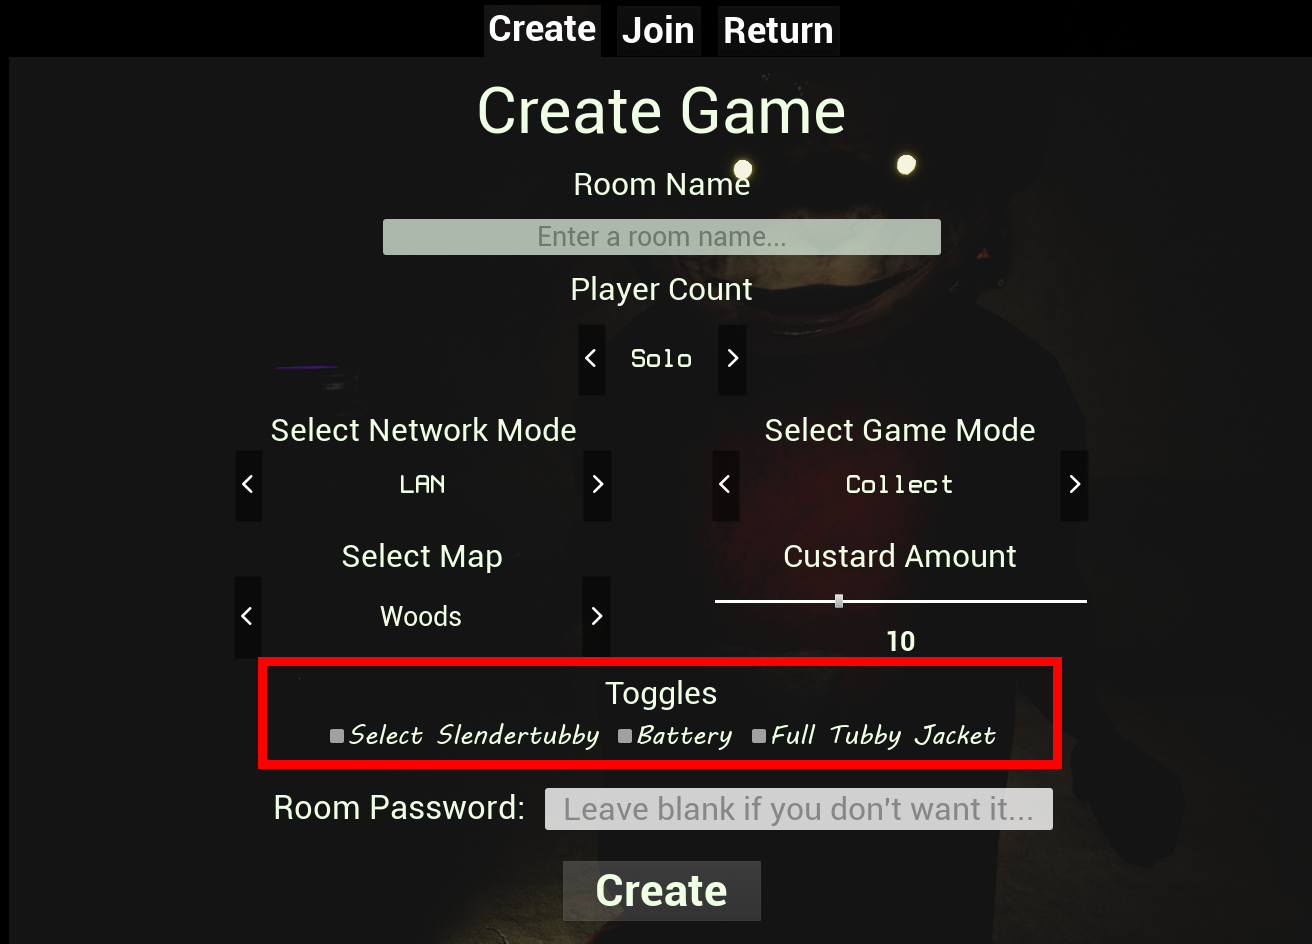 Create Join Return
Create Game
Room Name
Enter a room name...
Player Count
< Solo >
Select Network Mode
< LAN >
Select Game Mode
< Collect >
Select Map
< Woods >
Custard Amount
10
Toggles
Select Slendertubby Battery Full Tubby Jacket
Room Password: Leave blank if you don't want it...
Create